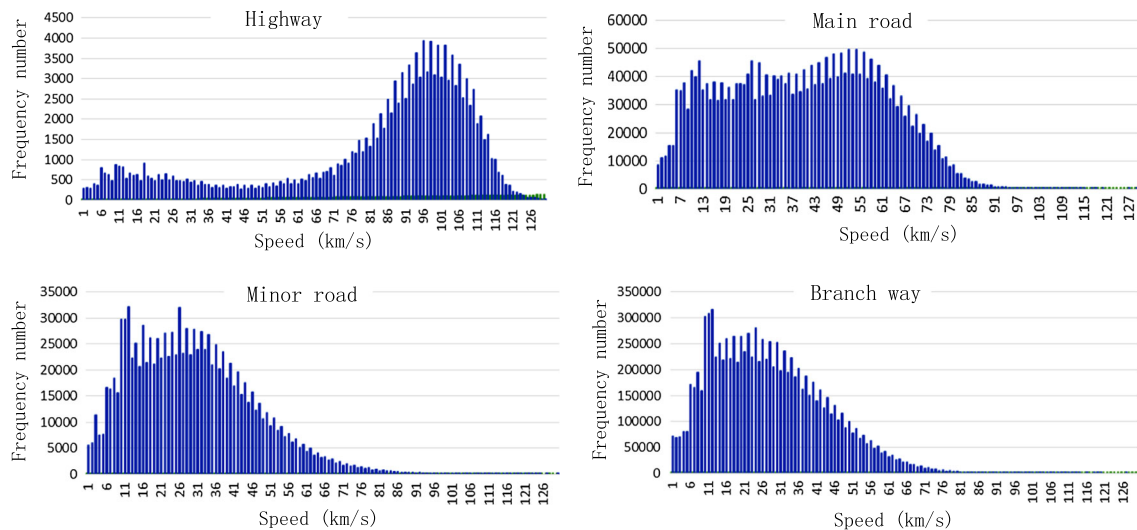 Highway
Frequency number
4500
4000
3500
3000
2500
2000
1500
1000
500
0
1 6 11 16 21 26 31 36 41 46 51 56 61 66 71 76 81 86 91 96 101 106 111 116 121 126
Speed (km/s)
Main road
Frequency number
60000
50000
40000
30000
20000
10000
0
1 7 13 19 25 31 37 43 49 55 61 67 73 79 85 91 97 103 109 115 121 127
Speed (km/s)
Minor road
Frequency number
35000
30000
25000
20000
15000
10000
5000
0
1 6 11 16 21 26 31 36 41 46 51 56 61 66 71 76 81 86 91 96 101 106 111 116 121 126
Speed (km/s)
Branch way
Frequency number
350000
300000
250000
200000
150000
100000
50000
0
1 6 11 16 21 26 31 36 41 46 51 56 61 66 71 76 81 86 91 96 101 106 111 116 121 126
Speed (km/s)